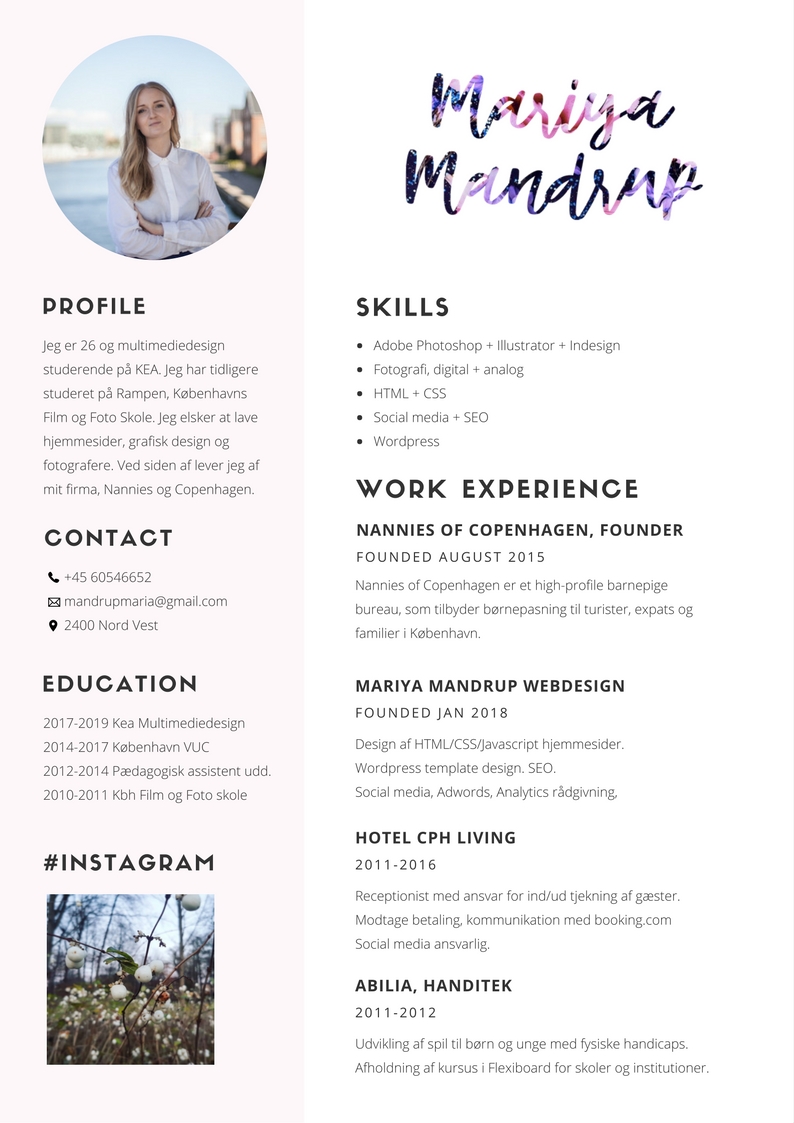 Mariya
Mandrup
PROFILE
Jeg er 26 og multimediedesign
studerende på KEA. Jeg har tidligere
studeret på Rampen, Københavns
Film og Foto Skole. Jeg elsker at lave
hjemmesider, grafisk design og
fotografere. Ved siden af lever jeg af
mit firma, Nannies og Copenhagen.
CONTACT
+45 60546652
mandrupmaria@gmail.com
2400 Nord Vest
EDUCATION
2017-2019 Kea Multimediedesign
2014-2017 København VUC
2012-2014 Pædagogisk assistent udd.
2010-2011 Kbh Film og Foto skole
#INSTAGRAM
SKILLS
• Adobe Photoshop + Illustrator + Indesign
• Fotografi, digital + analog
• HTML + CSS
• Social media + SEO
• Wordpress
WORK EXPERIENCE
NANNIES OF COPENHAGEN, FOUNDER
FOUNDED AUGUST 2015
Nannies of Copenhagen er et high-profile barnepige
bureau, som tilbyder børnepasning til turister, expats og
familier i København.
MARIYA MANDRUP WEBDESIGN
FOUNDED JAN 2018
Design af HTML/CSS/Javascript hjemmesider.
Wordpress template design. SEO.
Social media, Adwords, Analytics rådgivning,
HOTEL CPH LIVING
2011-2016
Receptionist med ansvar for ind/ud tjekning af gæster.
Modtage betaling, kommunikation med booking.com
Social media ansvarlig.
ABILIA, HANDITEK
2011-2012
Udvikling af spil til børn og unge med fysiske handicaps.
Afholdning af kursus i Flexiboard for skoler og institutioner.